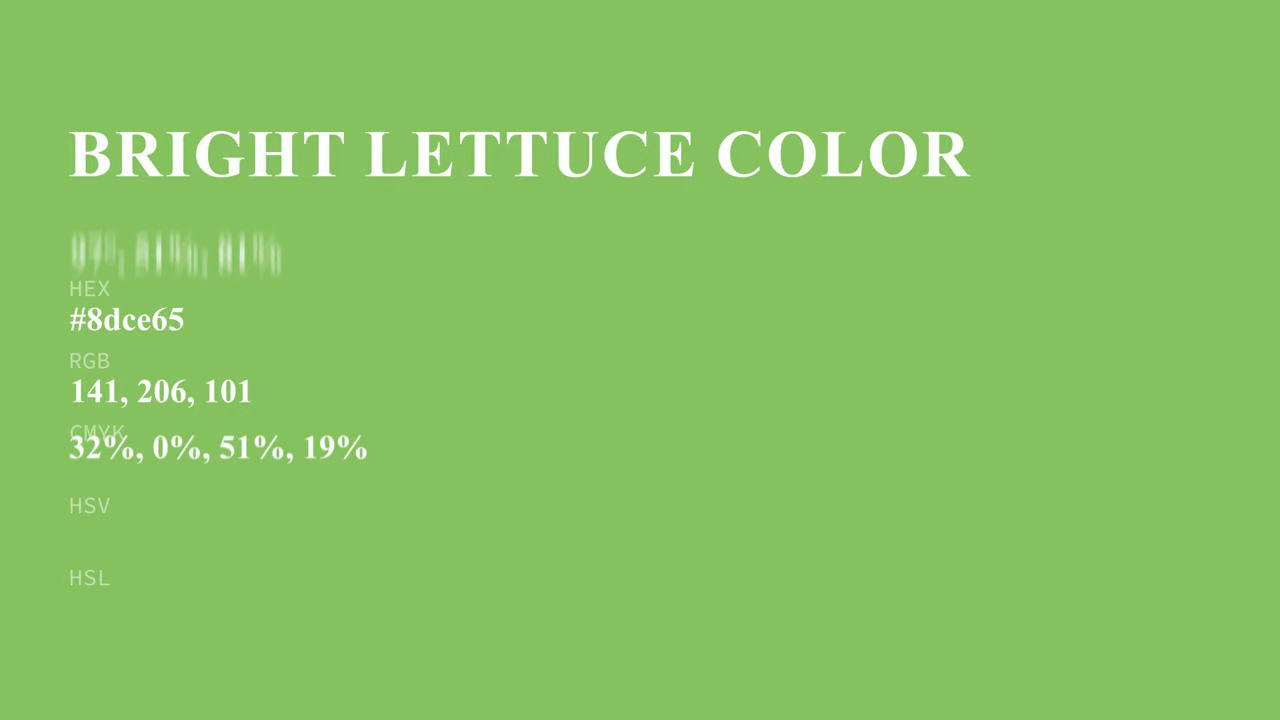 BRIGHT LETTUCE COLOR
HEX
#8dce65
RGB
141, 206, 101
CMYK
32%, 0%, 51%, 19%
HSV
HSL